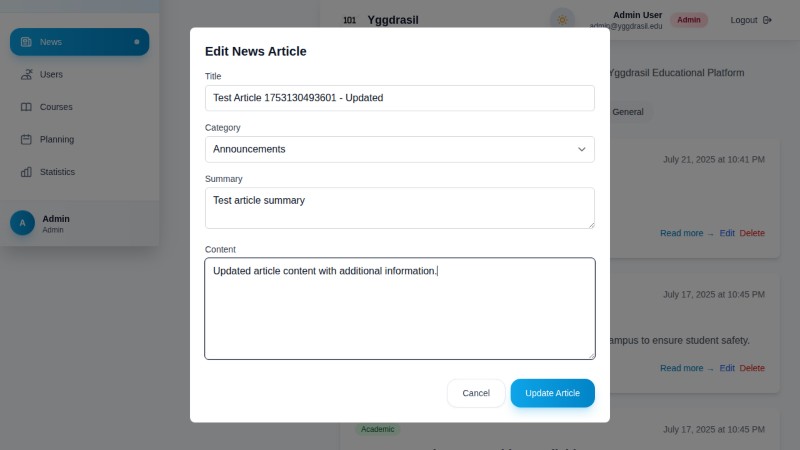 News
Users
Courses
Planning
Statistics
A
Admin
Admin
101
Yggdrasil
Admin User
admin@yggdrasil.edu
Admin
Logout
Yggdrasil Educational Platform
General
July 21, 2025 at 10:41 PM
Read more → Edit Delete
July 17, 2025 at 10:45 PM
ampus to ensure student safety.
Read more → Edit Delete
Academic
July 17, 2025 at 10:45 PM
Edit News Article
Title
Test Article 1753130493601 - Updated
Category
Announcements
Summary
Test article summary
Content
Updated article content with additional information.
Cancel
Update Article